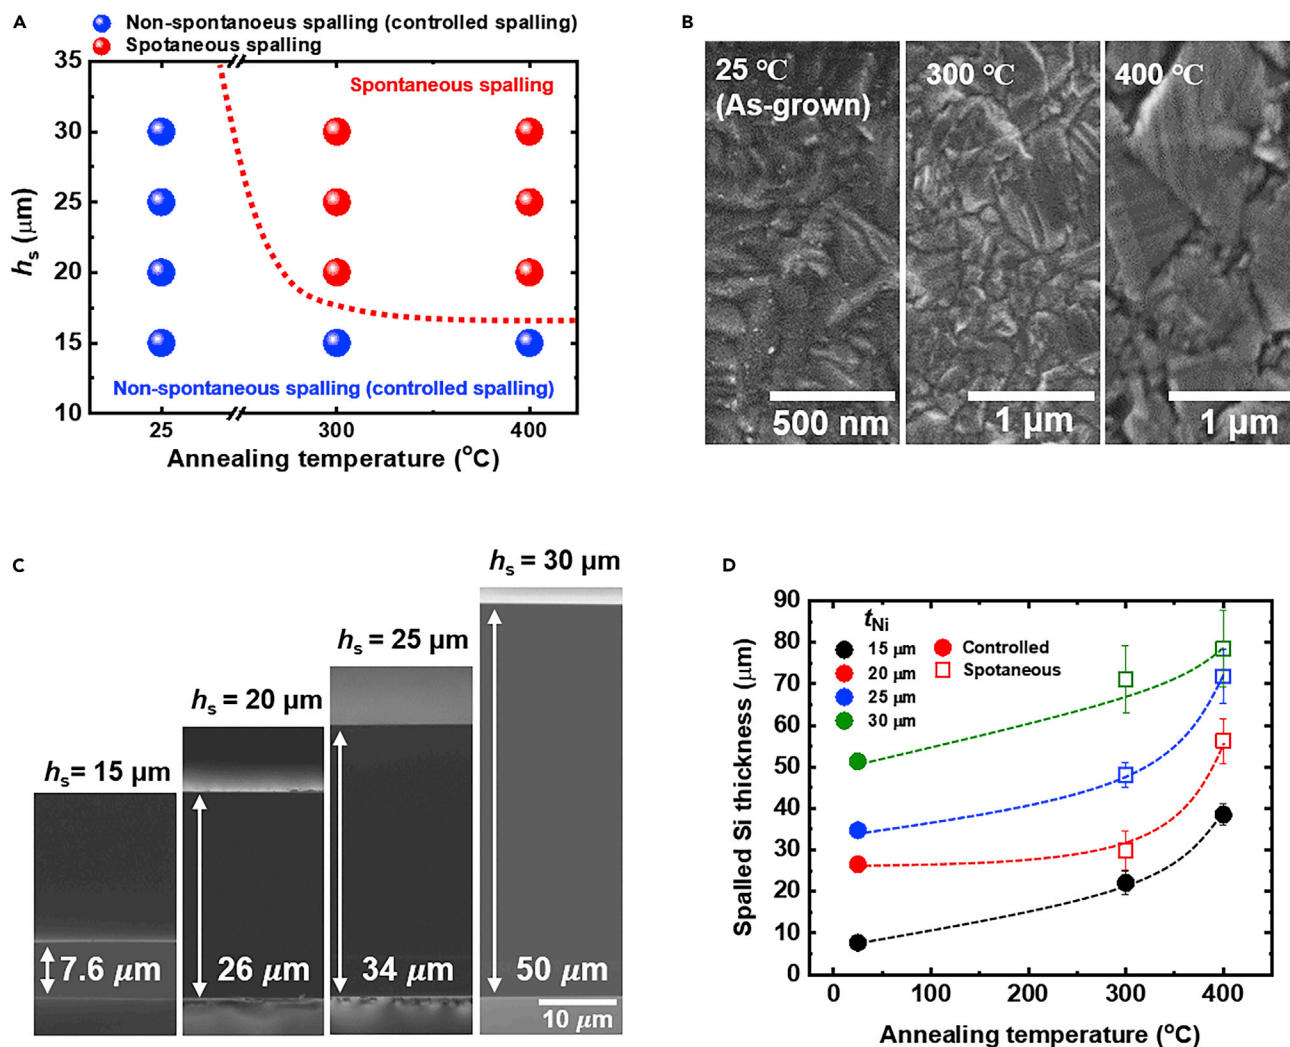 A
Non-spontanoeus spalling (controlled spalling)
Spotaneous spalling
35
30
25
20
15
10
hs (μm)
Spontaneous spalling
Non-spontaneous spalling (controlled spalling)
25
300
400
Annealing temperature (°C)
B
25 °C
(As-grown)
500 nm
300 °C
1 μm
400 °C
1 μm
C
hs = 15 μm
7.6 μm
hs = 20 μm
26 μm
hs = 25 μm
34 μm
hs = 30 μm
50 μm
10 μm
D
90
80
70
60
50
40
30
20
10
0
Spalled Si thickness (μm)
tNi
15 μm
20 μm
25 μm
30 μm
Controlled
Spotaneous
0
100
200
300
400
Annealing temperature (°C)